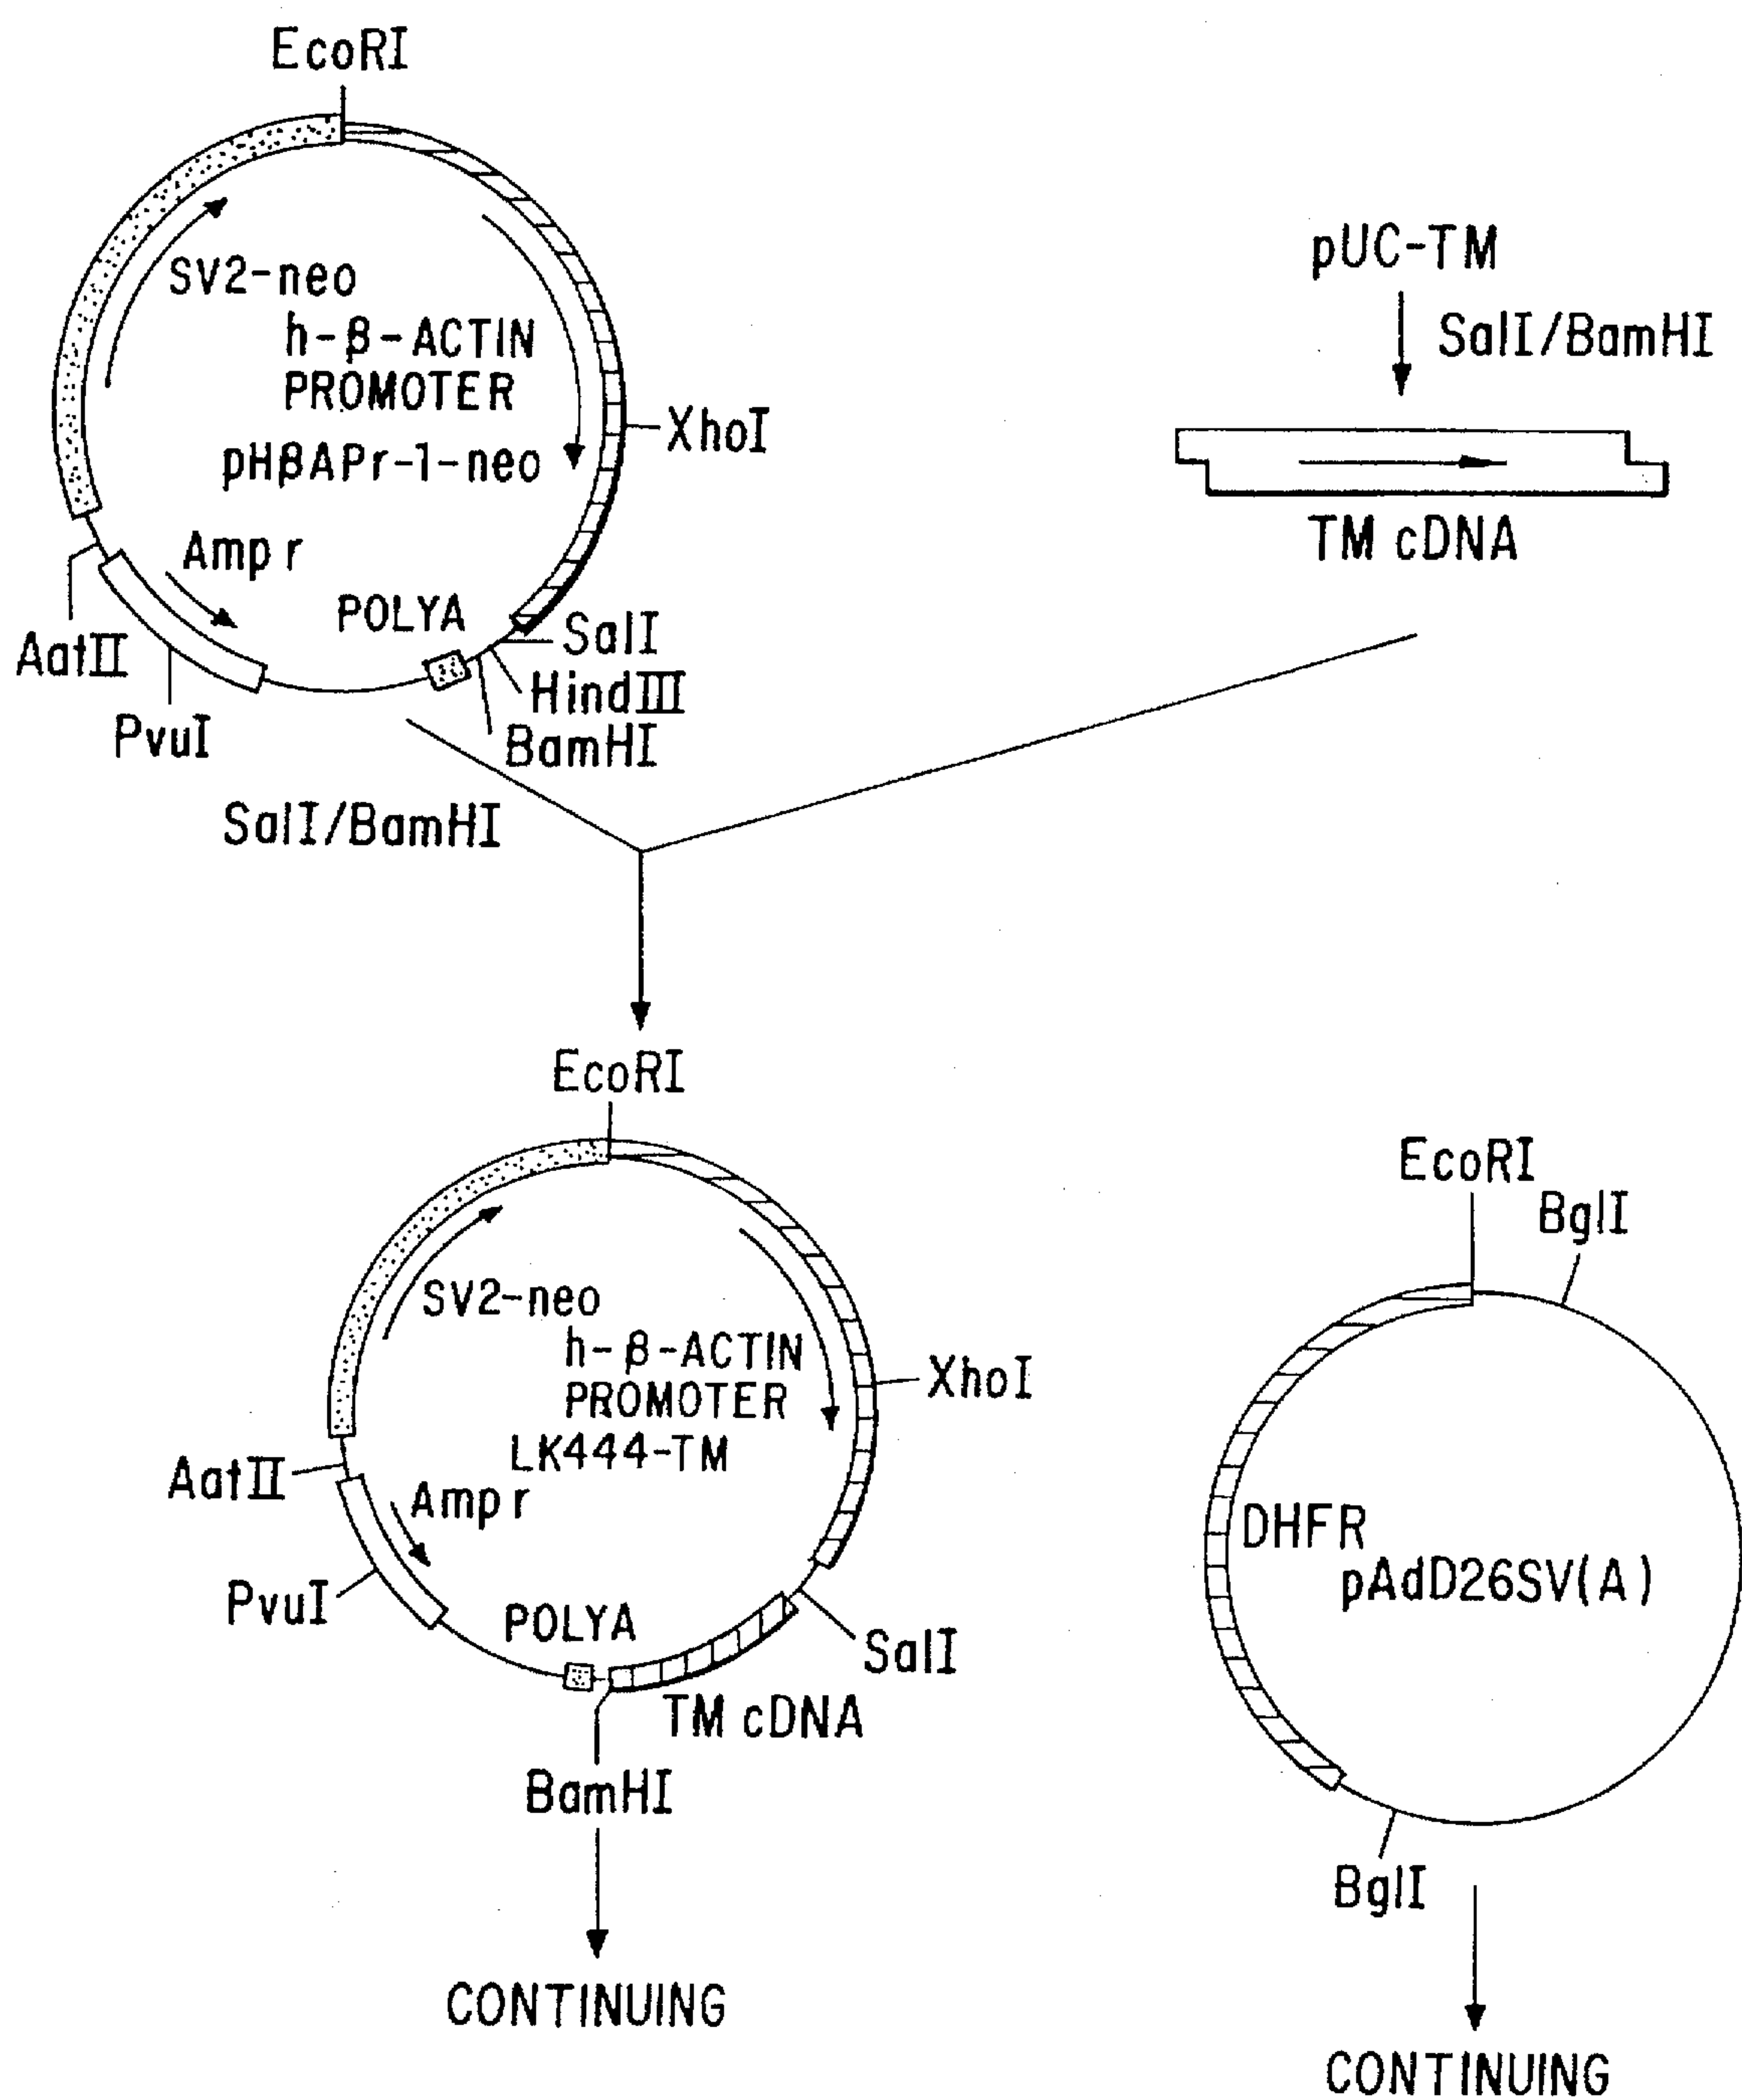 EcoRI
SV2-neo
h-β-ACTIN
PROMOTER
pHβAPr-1-neo
XhoI
Amp r
POLYA
SalI
HindIII
BamHI
AatII
PvuI
pUC-TM
SalI/BamHI
TM cDNA
SalI/BamHI
EcoRI
SV2-neo
h-β-ACTIN
PROMOTER
LK444-TM
XhoI
AatII
Amp r
PvuI
POLYA
SalI
TM cDNA
BamHI
CONTINUING
EcoRI
BglI
DHFR
pAdD26SV(A)
BglI
CONTINUING